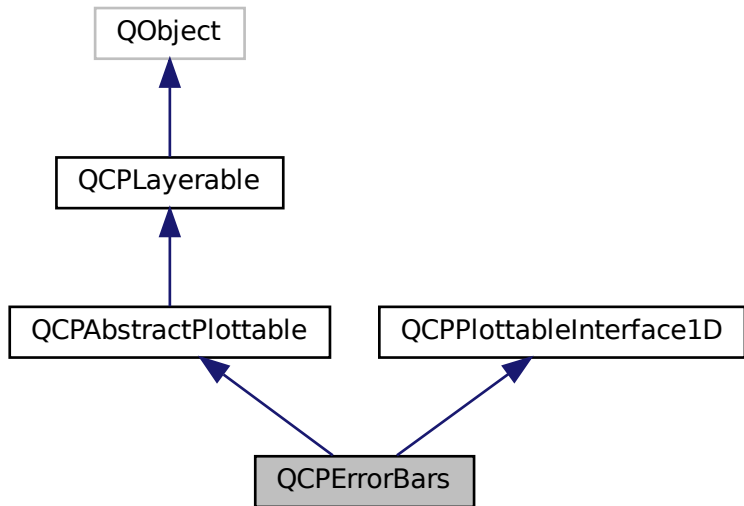 QObject
QCPLayerable
QCPAbstractPlottable
QCPPlottableInterface1D
QCPErrorBars